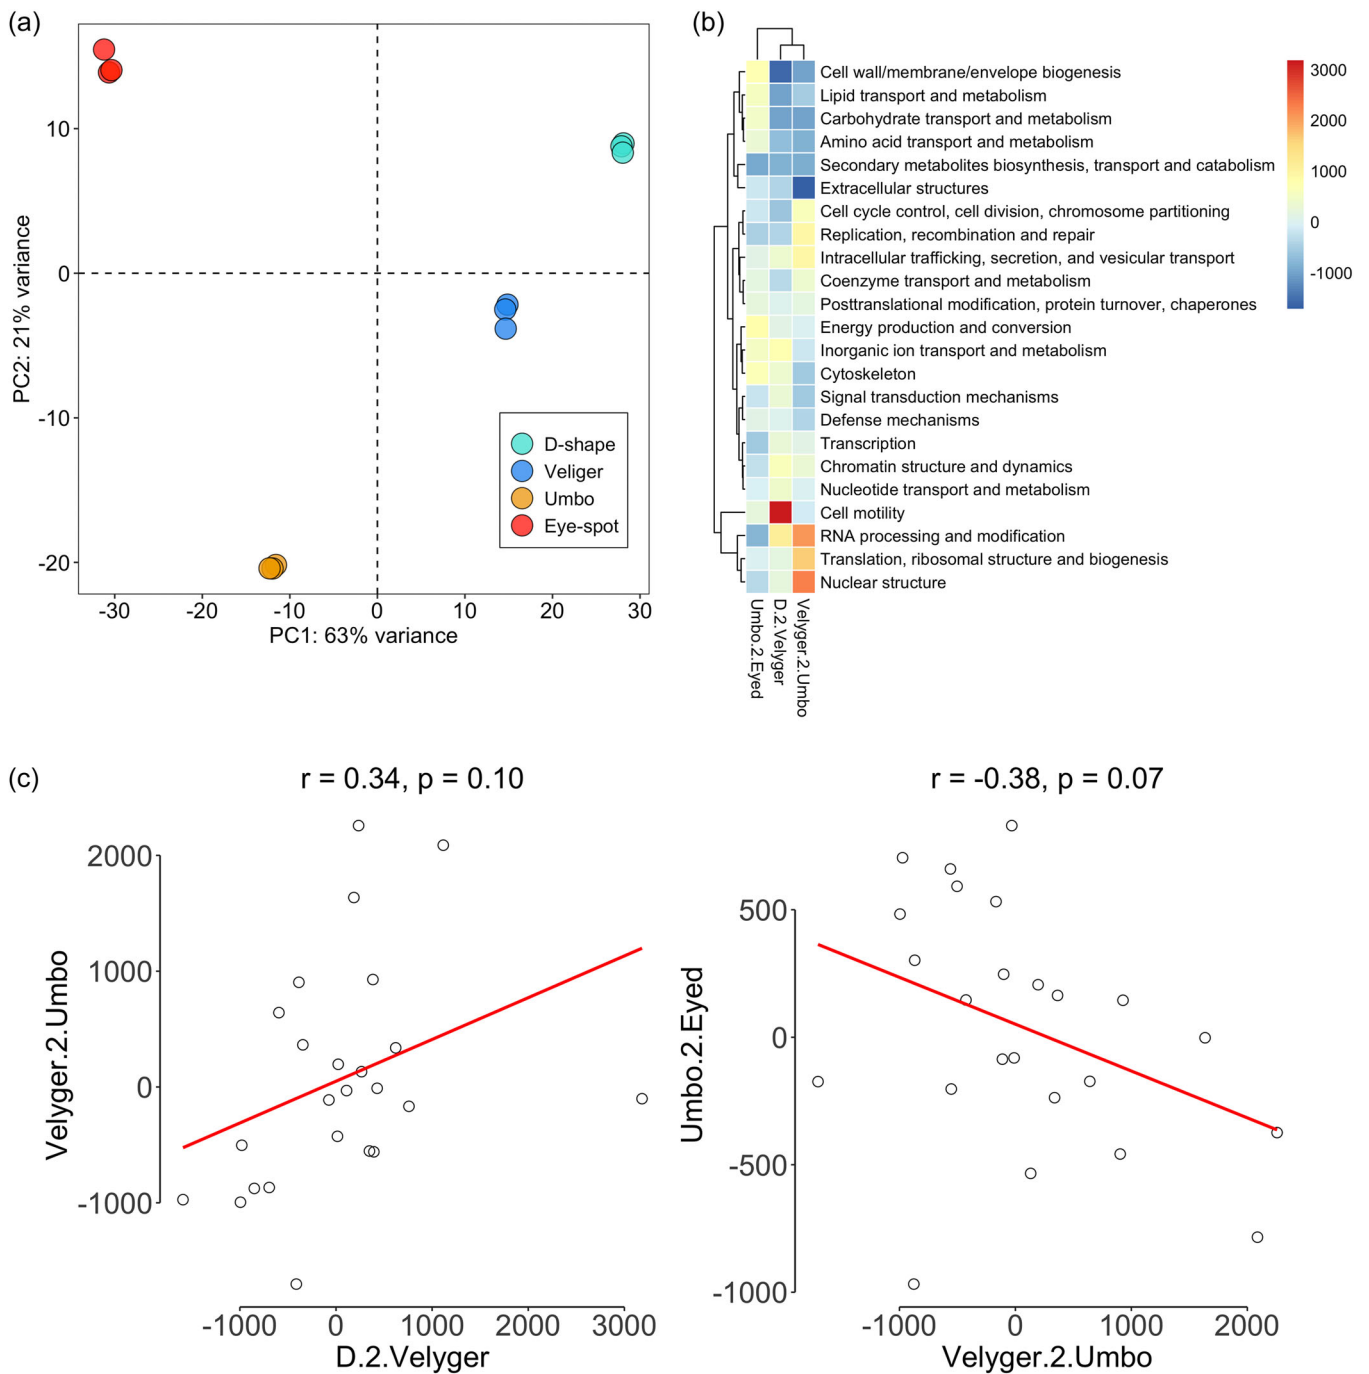 (a)
10
0
-10
-20
PC2: 21% variance
-30
-20
-10
0
10
20
30
PC1: 63% variance
D-shape
Veliger
Umbo
Eye-spot
(b)
Cell wall/membrane/envelope biogenesis
Lipid transport and metabolism
Carbohydrate transport and metabolism
Amino acid transport and metabolism
Secondary metabolites biosynthesis, transport and catabolism
Extracellular structures
Cell cycle control, cell division, chromosome partitioning
Replication, recombination and repair
Intracellular trafficking, secretion, and vesicular transport
Coenzyme transport and metabolism
Posttranslational modification, protein turnover, chaperones
Energy production and conversion
Inorganic ion transport and metabolism
Cytoskeleton
Signal transduction mechanisms
Defense mechanisms
Transcription
Chromatin structure and dynamics
Nucleotide transport and metabolism
Cell motility
RNA processing and modification
Translation, ribosomal structure and biogenesis
Nuclear structure
Umbo.2.Eyed
D.2.Velyger
Velyger.2.Umbo
3000
2000
1000
0
-1000
(c)
r = 0.34, p = 0.10
2000
1000
0
-1000
Velyger.2.Umbo
-1000
0
1000
2000
3000
D.2.Velyger
r = -0.38, p = 0.07
500
0
-500
-1000
Umbo.2.Eyed
-1000
0
1000
2000
Velyger.2.Umbo